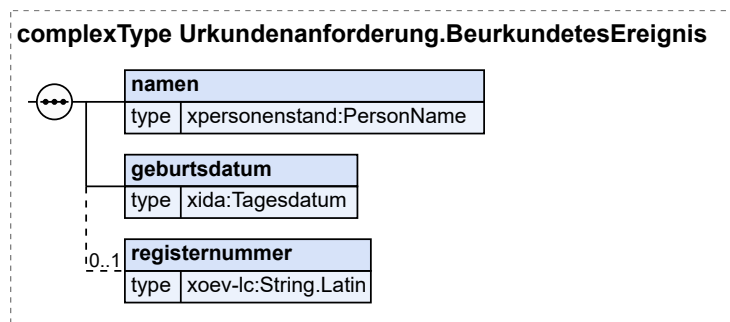 complexType Urkundenanforderung.BeurkundetesEreignis
namen
type xpersonenstand:PersonName
geburtsdatum
type xida:Tagesdatum
0..1 registernummer
type xoev-lc:String.Latin